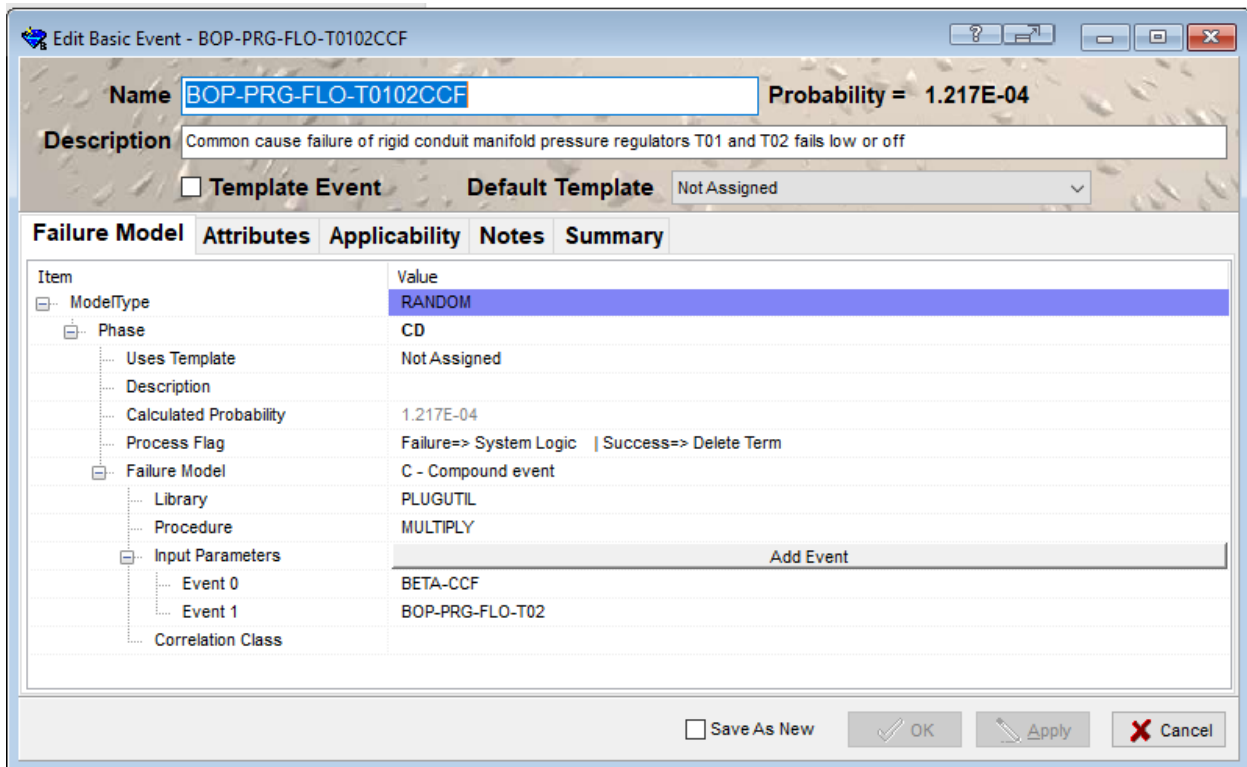 Edit Basic Event - BOP-PRG-FLO-T0102CCF
Name BOP-PRG-FLO-T0102CCF Probability = 1.217E-04
Description Common cause failure of rigid conduit manifold pressure regulators T01 and T02 fails low or off
Template Event Default Template Not Assigned
Failure Model Attributes Applicability Notes Summary
Item Value
ModelType RANDOM
Phase CD
Uses Template Not Assigned
Description
Calculated Probability 1.217E-04
Process Flag Failure=> System Logic | Success=> Delete Term
Failure Model C - Compound event
Library PLUGUTIL
Procedure MULTIPLY
Input Parameters Add Event
Event 0 BETA-CCF
Event 1 BOP-PRG-FLO-T02
Correlation Class
Save As New OK Apply Cancel